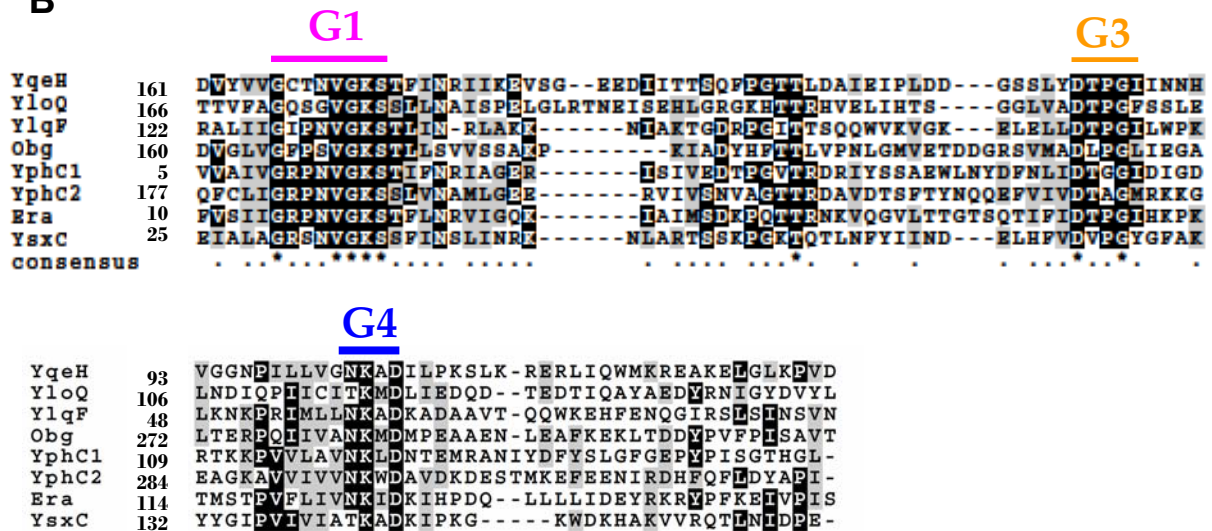 B
G1 G3
YqeH 161 DVYVVGCTNVGKSTFINRIIKEVSG--EEDIITTSQFPGTTLDAIEIPLDD---GSSLYDTPGIINNH
YloQ 166 TTVFAGQSGVGKSSLLNAISPELGLRTNEISEHLGRGKHTTRHVELIHTS----GGLVADTPGFSSLE
YlqF 122 RALIIGIPNVGKSTLIN-RLAKK------NIAKTGDRPGITTSQQWVKVGK---ELELLDTPGILWPK
Obg 160 DVGLVGFPSVGKSTLLSVVSSAKP--------KIADYHFTTLVPNLGMVETDDGRSVMADLPGLIEGA
YphC1 5 VVAIVGRPNVGKSTIFNRIAGER-------ISIVEDTPGVTRDRIYSSAEWLNYDFNLIDTGGIDIGD
YphC2 177 QFCLIGRPNVGKSSLVNAMLGEE-------RVIVSNVAGTTRDAVDTSFTYNQQEFVIVDTAGMRKKG
Era 10 FVSIIGRPNVGKSTFLNRVIGQK-------IAIMSDKPQTTRNKVQGVLTTGTSQTIFIDTPGIHKPK
YsxC 25 EIALAGRSNVGKSSFINSLINRK------NLARTSSKPGKTQTLNFYIIND---ELHFVDVPGYGFAK
consensus . ..*...****.... ..... . .... ...*. . . . ..*..*. .
G4
YqeH 93 VGGNPILLVGNKADILPKSLK-RERLIQWMKREAKELGLKPVD
YloQ 106 LNDIQPIICITKMDLIEDQD--TEDTIQAYAEDYRNIGYDVYL
YlqF 48 LKNKPRIMLLNKADKADAAVT-QQWKEHFENQGIRSLSINSVN
Obg 272 LTERPQIIVANKMDMPEAAEN-LEAFKEKLTDDYPVFPISAVT
YphC1 109 RTKKPVVLAVNKLDNTEMRANIYDFYSLGFGEPYPISGTHGL-
YphC2 284 EAGKAVVIVVNKWDAVDKDESTMKEFEENIRDHFQFLDYAPI-
Era 114 TMSTPVFLIVNKIDKIHPDQ--LLLLIDEYRKRYPFKEIVPIS
YsxC 132 YYGIPVIVIATKADKIPKG-----KWDKHAKVVRQTLNIDPE-